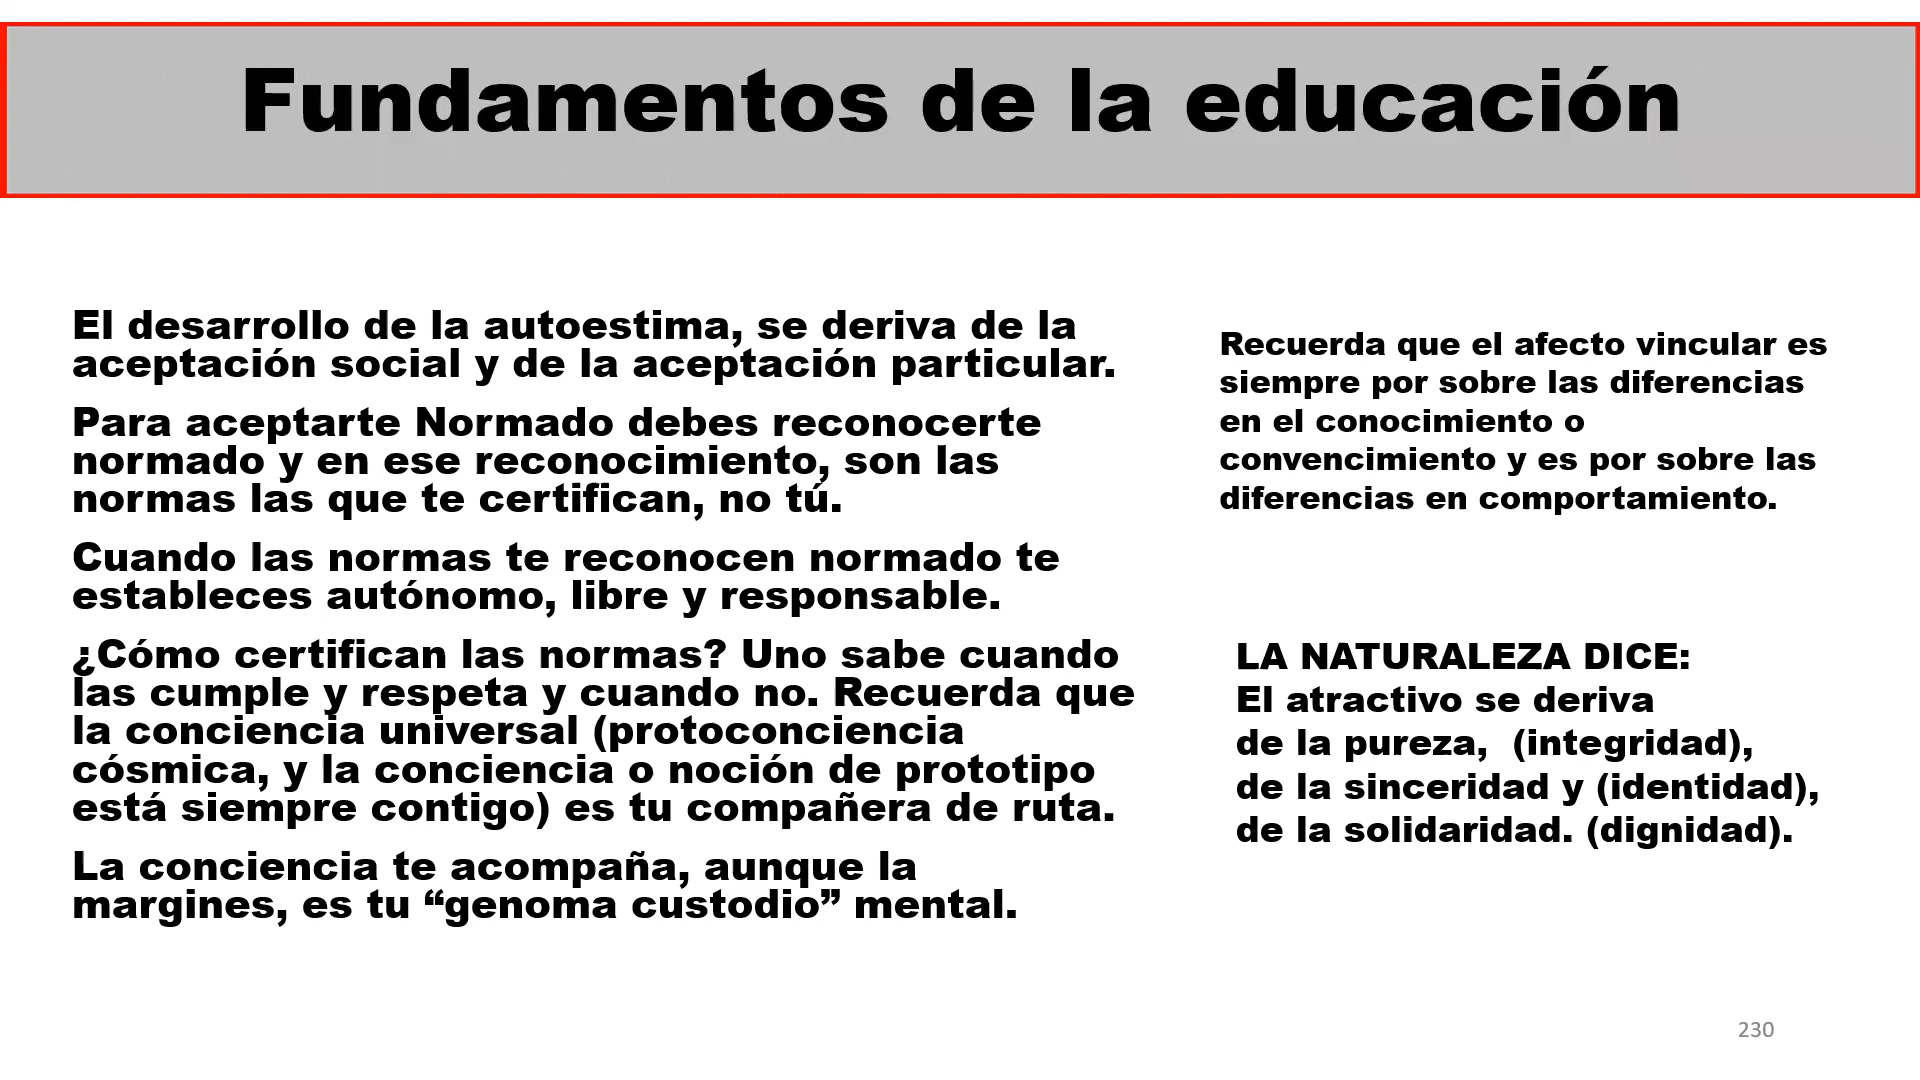 Fundamentos de la educación
El desarrollo de la autoestima, se deriva de la
aceptación social y de la aceptación particular.
Para aceptarte Normado debes reconocerte
normado y en ese reconocimiento, son las
normas las que te certifican, no tú.
Cuando las normas te reconocen normado te
estableces autónomo, libre y responsable.
¿Cómo certifican las normas? Uno sabe cuando
las cumple y respeta y cuando no. Recuerda que
la conciencia universal (protoconciencia
cósmica, y la conciencia o noción de prototipo
está siempre contigo) es tu compañera de ruta.
La conciencia te acompaña, aunque la
margines, es tu “genoma custodio” mental.
Recuerda que el afecto vincular es
siempre por sobre las diferencias
en el conocimiento o
convencimiento y es por sobre las
diferencias en comportamiento.
LA NATURALEZA DICE:
El atractivo se deriva
de la pureza,  (integridad),
de la sinceridad y (identidad),
de la solidaridad. (dignidad).
230